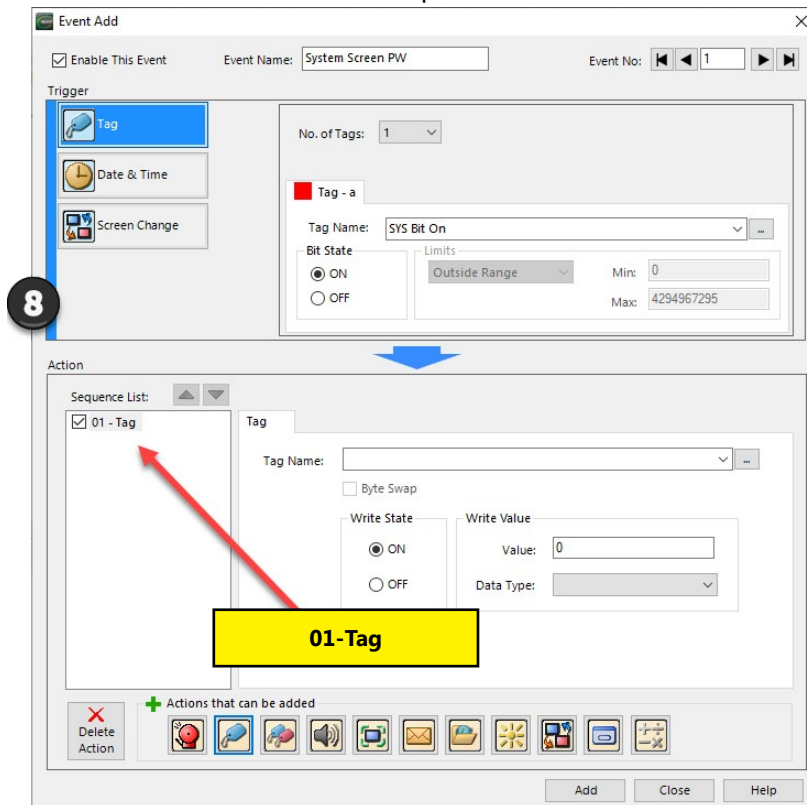 Event Add
Enable This Event Event Name: System Screen PW Event No: 1
Trigger
Tag
No. of Tags: 1
Date & Time
Tag - a
Screen Change
Tag Name: SYS Bit On ...
Bit State Limits
ON Outside Range Min: 0
OFF Max: 4294967295
8
Action
Sequence List:
01 - Tag Tag
Tag Name: ...
Byte Swap
Write State Write Value
ON Value: 0
OFF Data Type:
01-Tag
Actions that can be added
Delete
Action
Add Close Help